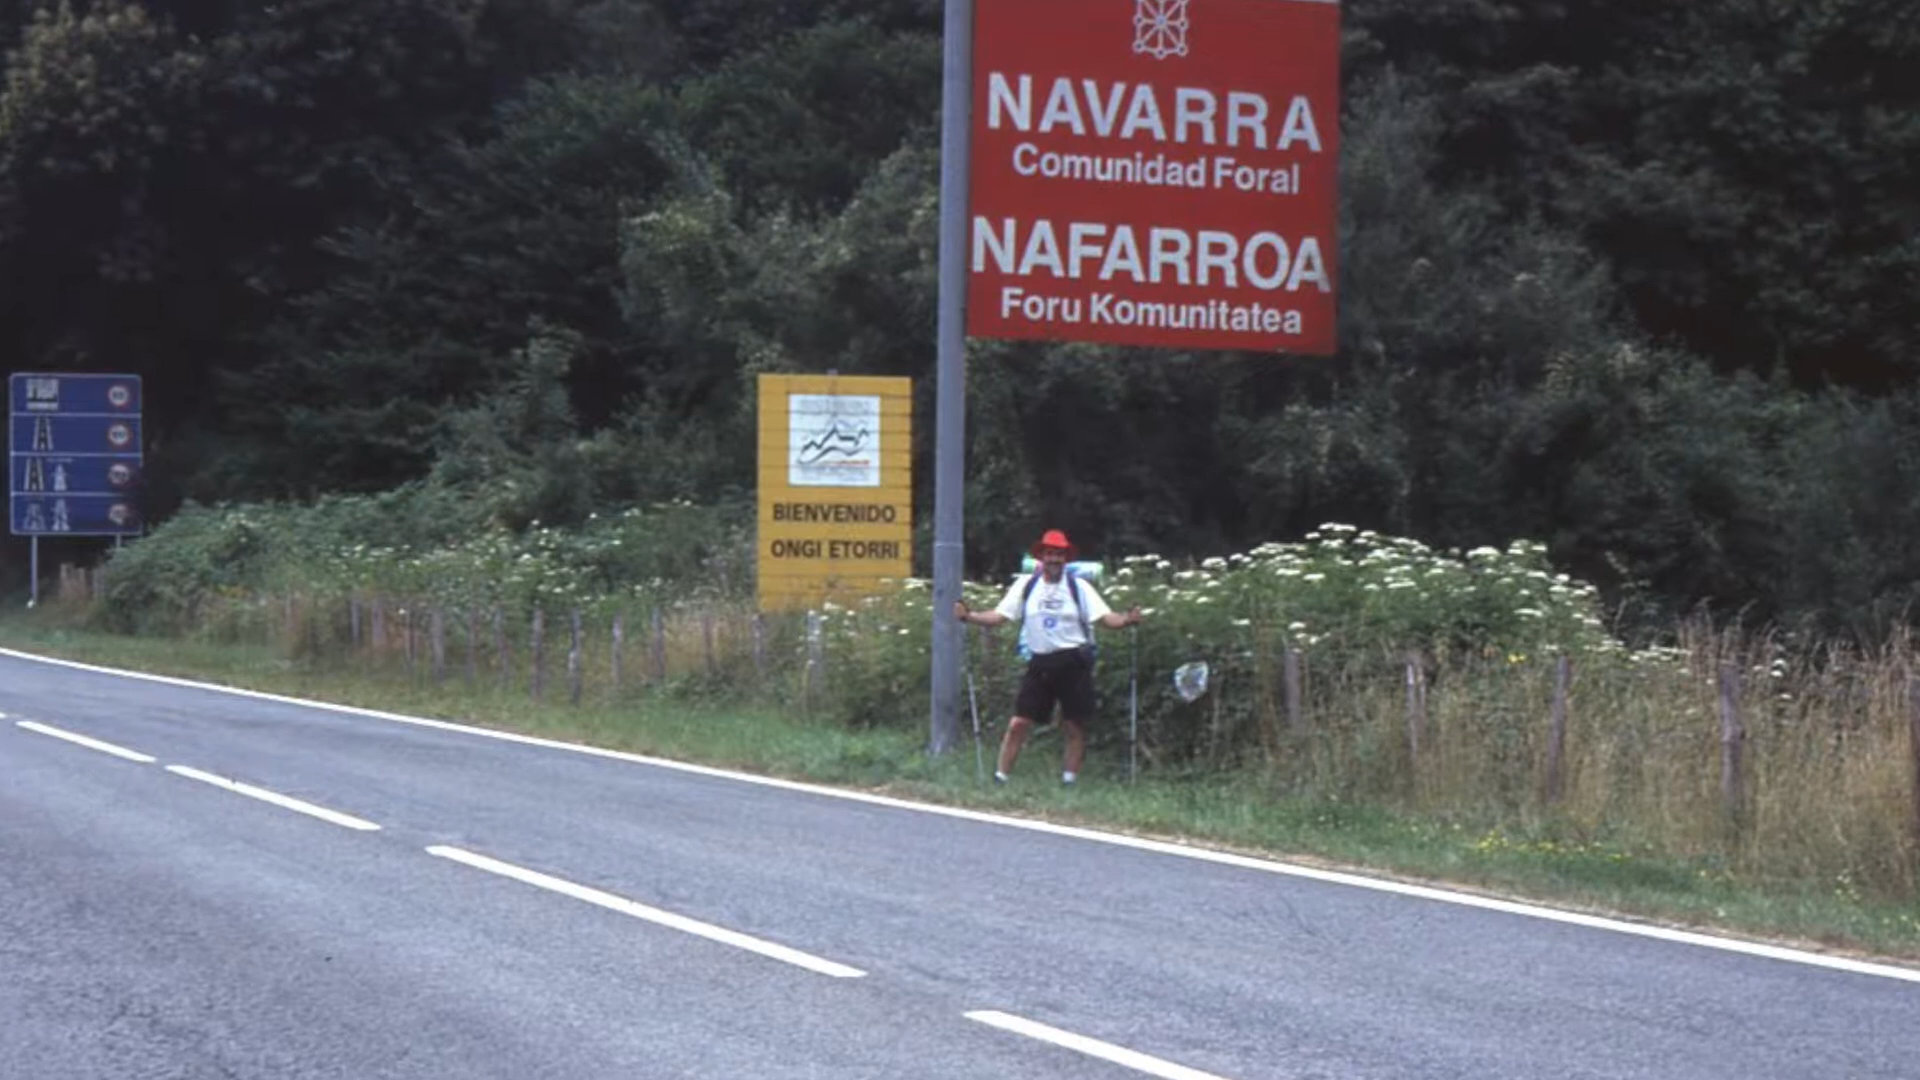 NAVARRA
Comunidad Foral
NAFARROA
Foru Komunitatea
BIENVENIDO
ONGI ETORRI